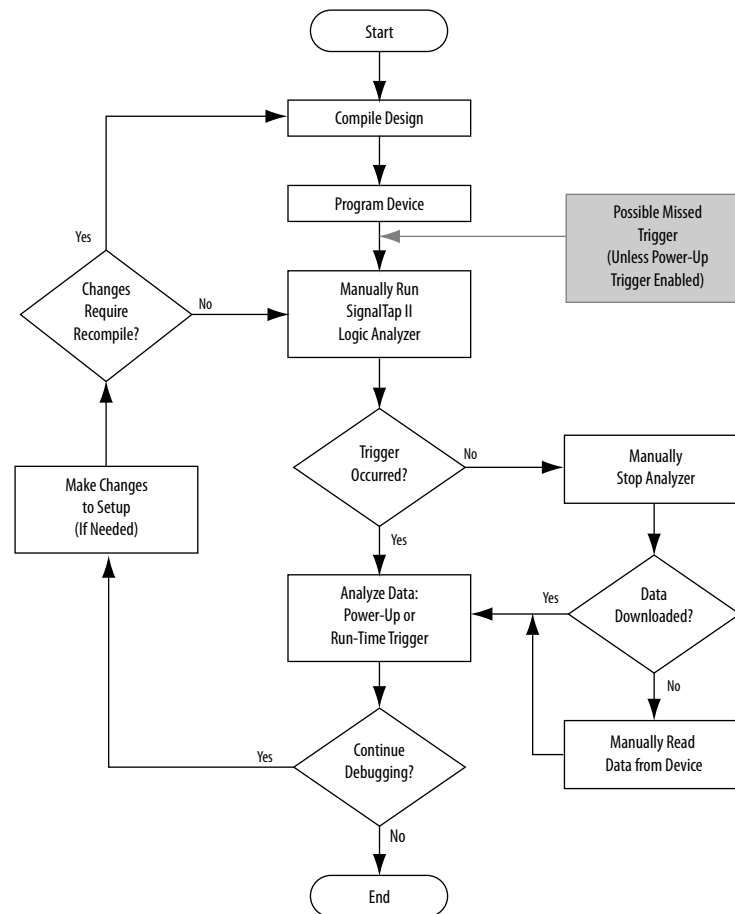 Start
Compile Design
Program Device
Possible Missed
Trigger
(Unless Power-Up
Trigger Enabled)
Yes
Changes
Require
Recompile?
No
Manually Run
SignalTap II
Logic Analyzer
Trigger
Occurred?
No
Manually
Stop Analyzer
Make Changes
to Setup
(If Needed)
Yes
Analyze Data:
Power-Up or
Run-Time Trigger
Yes
Data
Downloaded?
No
Manually Read
Data from Device
Yes
Continue
Debugging?
No
End